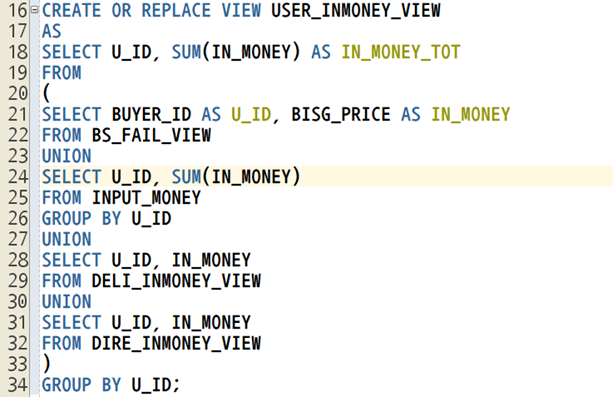 16 CREATE OR REPLACE VIEW USER_INMONEY_VIEW
17 AS
18 SELECT U_ID, SUM(IN_MONEY) AS IN_MONEY_TOT
19 FROM
20 (
21 SELECT BUYER_ID AS U_ID, BISG_PRICE AS IN_MONEY
22 FROM BS_FAIL_VIEW
23 UNION
24 SELECT U_ID, SUM(IN_MONEY)
25 FROM INPUT_MONEY
26 GROUP BY U_ID
27 UNION
28 SELECT U_ID, IN_MONEY
29 FROM DELI_INMONEY_VIEW
30 UNION
31 SELECT U_ID, IN_MONEY
32 FROM DIRE_INMONEY_VIEW
33 )
34 GROUP BY U_ID;